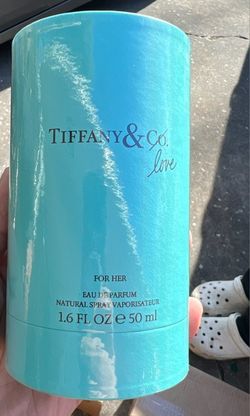 TIFFANY & CO.
love
FOR HER
EAU DE PARFUM
NATURAL SPRAY VAPORISATEUR
1.6 FL OZ e 50 ml